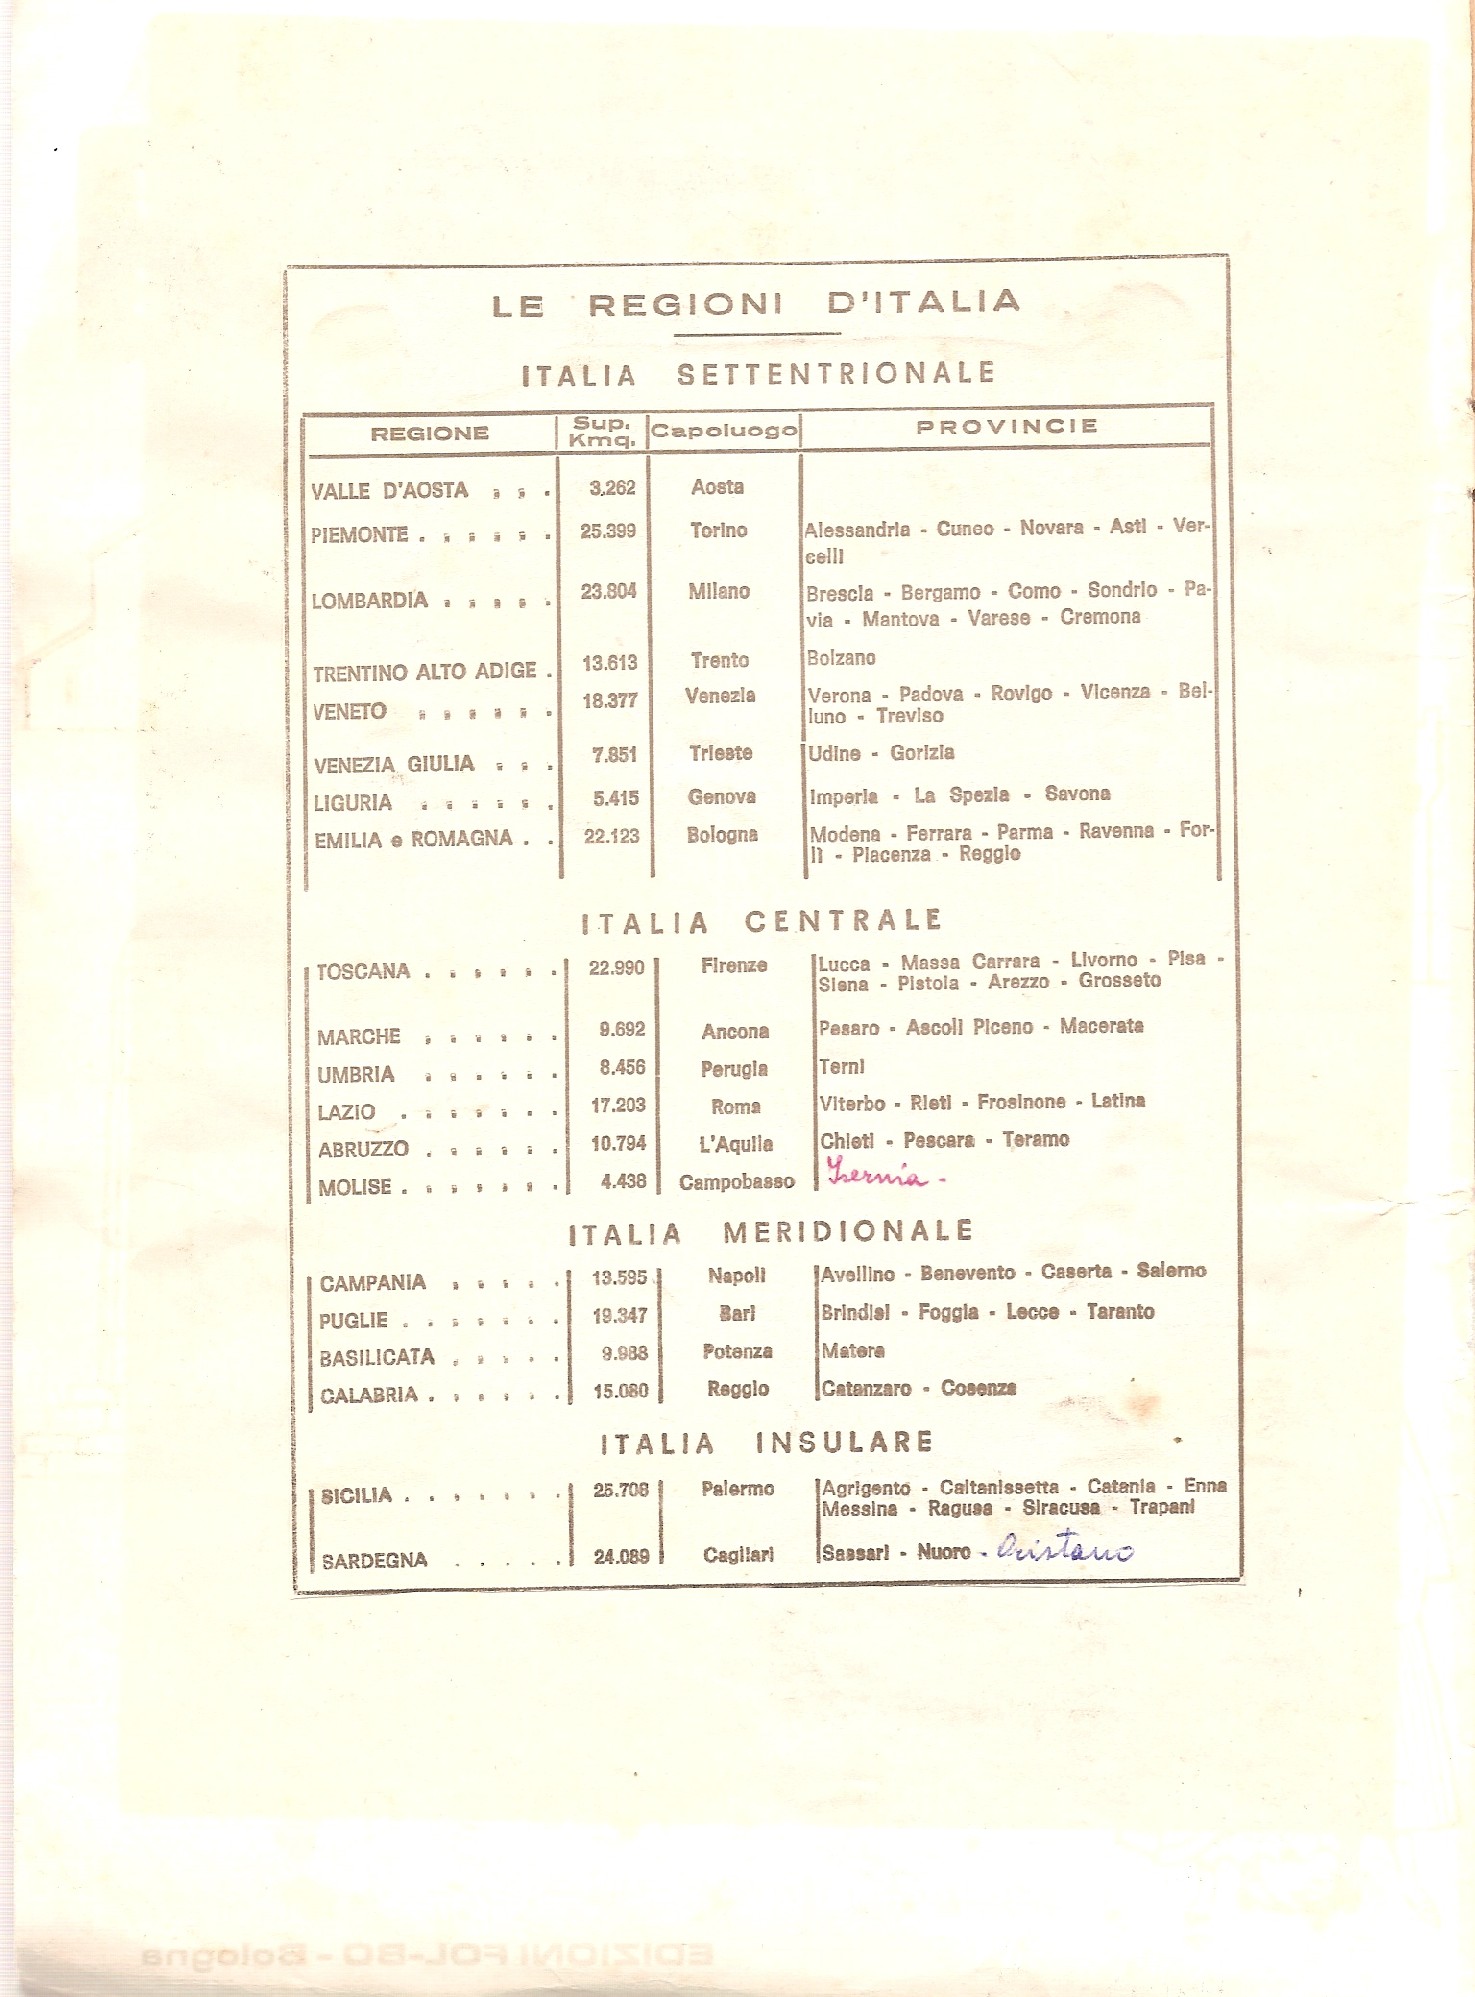 LE REGIONI D'ITALIA
ITALIA SETTENTRIONALE
REGIONE Sup. Kmq. Capoluogo PROVINCIE
VALLE D'AOSTA . . . 3.262 Aosta
PIEMONTE . . . . . . 25.399 Torino Alessandria - Cuneo - Novara - Asti - Ver-
celli
LOMBARDIA . . . . . 23.804 Milano Brescia - Bergamo - Como - Sondrio - Pa-
via - Mantova - Varese - Cremona
TRENTINO ALTO ADIGE . 13.613 Trento Bolzano
VENETO . . . . . . 18.377 Venezia Verona - Padova - Rovigo - Vicenza - Bel-
luno - Treviso
VENEZIA GIULIA . . . 7.851 Trieste Udine - Gorizia
LIGURIA . . . . . . 5.415 Genova Imperia - La Spezia - Savona
EMILIA e ROMAGNA . . 22.123 Bologna Modena - Ferrara - Parma - Ravenna - For-
lì - Piacenza - Reggio
ITALIA CENTRALE
TOSCANA . . . . . . 22.990 Firenze Lucca - Massa Carrara - Livorno - Pisa -
Siena - Pistoia - Arezzo - Grosseto
MARCHE . . . . . . 9.692 Ancona Pesaro - Ascoli Piceno - Macerata
UMBRIA . . . . . . 8.456 Perugia Terni
LAZIO . . . . . . . 17.203 Roma Viterbo - Rieti - Frosinone - Latina
ABRUZZO . . . . . . 10.794 L'Aquila Chieti - Pescara - Teramo
MOLISE . . . . . . . 4.438 Campobasso Isernia -
ITALIA MERIDIONALE
CAMPANIA . . . . . 13.595 Napoli Avellino - Benevento - Caserta - Salerno
PUGLIE . . . . . . . 19.347 Bari Brindisi - Foggia - Lecce - Taranto
BASILICATA . . . . . 9.988 Potenza Matera
CALABRIA . . . . . . 15.080 Reggio Catanzaro - Cosenza
ITALIA INSULARE
SICILIA . . . . . . . 25.708 Palermo Agrigento - Caltanissetta - Catania - Enna
Messina - Ragusa - Siracusa - Trapani
SARDEGNA . . . . . 24.089 Cagliari Sassari - Nuoro - Oristano
EDIZIONI FOL-BO - Bologna